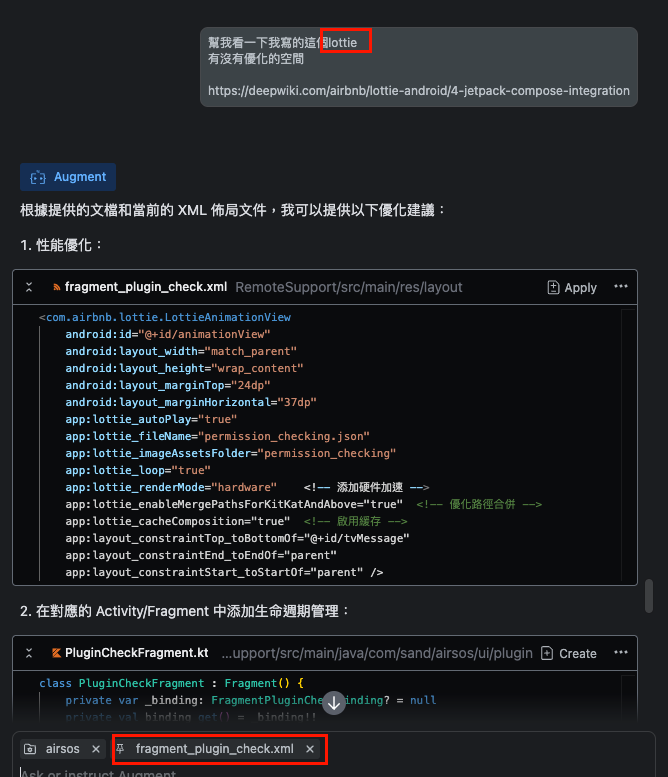 幫我看一下我寫的這個lottie
有沒有優化的空間
https://deepwiki.com/airbnb/lottie-android/4-jetpack-compose-integration
Augment
根據提供的文檔和當前的 XML 佈局文件，我可以提供以下優化建議：
1. 性能優化：
fragment_plugin_check.xml RemoteSupport/src/main/res/layout Apply
<com.airbnb.lottie.LottieAnimationView
android:id="@+id/animationView"
android:layout_width="match_parent"
android:layout_height="wrap_content"
android:layout_marginTop="24dp"
android:layout_marginHorizontal="37dp"
app:lottie_autoPlay="true"
app:lottie_fileName="permission_checking.json"
app:lottie_imageAssetsFolder="permission_checking"
app:lottie_loop="true"
app:lottie_renderMode="hardware" <!-- 添加硬件加速 -->
app:lottie_enableMergePathsForKitKatAndAbove="true" <!-- 優化路徑合併 -->
app:lottie_cacheComposition="true" <!-- 啟用緩存 -->
app:layout_constraintTop_toBottomOf="@+id/tvMessage"
app:layout_constraintEnd_toEndOf="parent"
app:layout_constraintStart_toStartOf="parent" />
2. 在對應的 Activity/Fragment 中添加生命週期管理：
PluginCheckFragment.kt ...upport/src/main/java/com/sand/airsos/ui/plugin Create
class PluginCheckFragment : Fragment() {
private var _binding: FragmentPluginCheckBinding? = null
private val binding get() = _binding!!
airsos × fragment_plugin_check.xml ×
Ask or instruct Augment